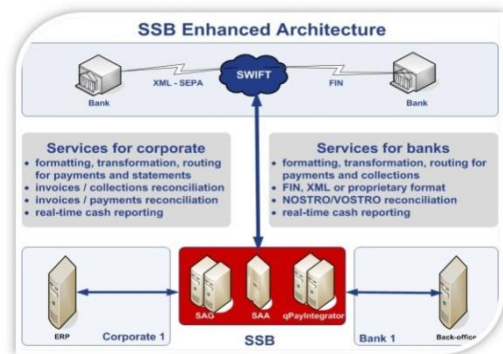 SSB Enhanced Architecture
SWIFT
Bank
XML - SEPA
FIN
Bank
Services for corporate
• formatting, transformation, routing
for payments and statements
• invoices / collections reconciliation
• invoices / payments reconciliation
• real-time cash reporting
Services for banks
• formatting, transformation, routing for
payments and collections
• FIN, XML or proprietary format
• NOSTRO/VOSTRO reconciliation
• real-time cash reporting
SAG
SAA
qPayIntegrator
ERP
Corporate 1
SSB
Bank 1
Back-office